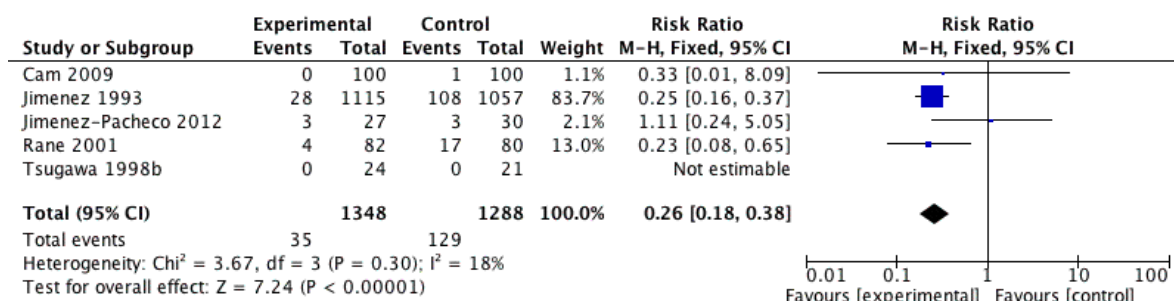 Experimental Control Risk Ratio Risk Ratio
Study or Subgroup Events Total Events Total Weight M-H, Fixed, 95% CI M-H, Fixed, 95% CI
Cam 2009 0 100 1 100 1.1% 0.33 [0.01, 8.09]
Jimenez 1993 28 1115 108 1057 83.7% 0.25 [0.16, 0.37]
Jimenez-Pacheco 2012 3 27 3 30 2.1% 1.11 [0.24, 5.05]
Rane 2001 4 82 17 80 13.0% 0.23 [0.08, 0.65]
Tsugawa 1998b 0 24 0 21 Not estimable
Total (95% CI) 1348 1288 100.0% 0.26 [0.18, 0.38]
Total events 35 129
Heterogeneity: Chi² = 3.67, df = 3 (P = 0.30); I² = 18%
Test for overall effect: Z = 7.24 (P < 0.00001)
0.01 0.1 1 10 100
Favours [experimental] Favours [control]